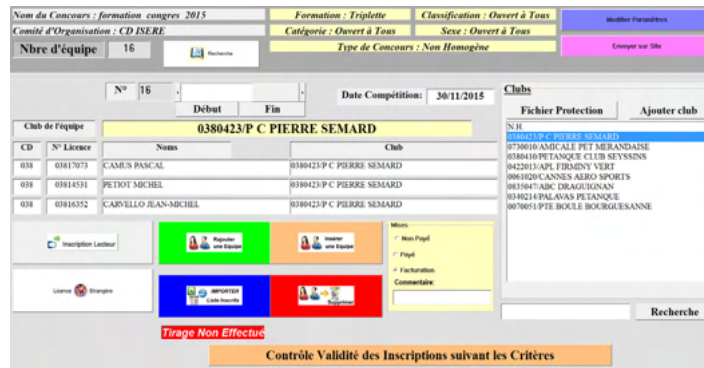 Nom du Concours : formation congres 2015
Formation : Triplette
Classification : Ouvert à Tous
Modifier Paramètres
Comité d'Organisation : CD ISERE
Catégorie : Ouvert à Tous
Sexe : Ouvert à Tous
Nbre d'équipe 16
Recherche
Type de Concours : Non Homogène
Envoyer sur Site
N° 16
Début
Fin
Date Compétition: 30/11/2015
Clubs
Fichier Protection
Ajouter club
Club de l'équipe
0380423/P C PIERRE SEMARD
CD N° Licence Noms Club
038 03817073 CAMUS PASCAL 0380423/P C PIERRE SEMARD
038 03814531 PETIOT MICHEL 0380423/P C PIERRE SEMARD
038 03816352 CARVELLO JEAN-MICHEL 0380423/P C PIERRE SEMARD
N.H.
0380423/P C PIERRE SEMARD
0730010/AMICALE PET MERANDAISE
0380410/PETANQUE CLUB SEYSSINS
0422013/APL FIRMINY VERT
0061020/CANNES AERO SPORTS
0835047/ABC DRAGUIGNAN
0340214/PALAVAS PETANQUE
0070051/PTE BOULE BOURGUESANNE
Inscription Lecteur
Rajouter
une Equipe
Insérer
une Equipe
Mises
Non Payé
Payé
Facturation
Commentaire:
Licence Etrangère
IMPORTER
Liste Inscrits
Supprimer
Recherche
Tirage Non Effectué
Contrôle Validité des Inscriptions suivant les Critères